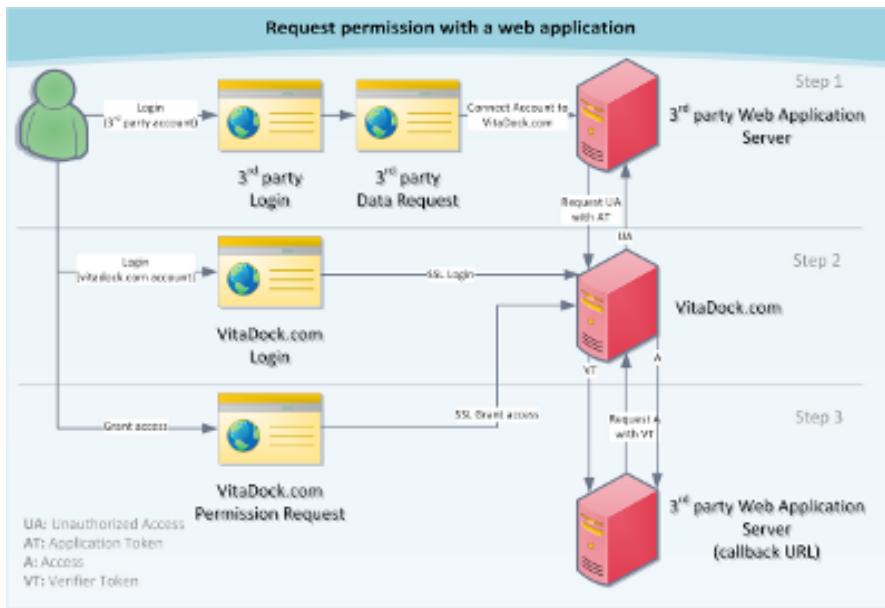 Request permission with a web application
Step 1
Login
(3rd party account)
Connect Account to
VitaDock.com
3rd party Web Application
Server
3rd party
Login
3rd party
Data Request
Request UA
with AT
UA
Step 2
Login
(vitadock.com account)
SSL Login
VitaDock.com
VitaDock.com
Login
VT
A
Step 3
Grant access
SSL Grant access
Request A
with VT
VitaDock.com
Permission Request
3rd party Web Application
Server
(callback URL)
UA: Unauthorized Access
AT: Application Token
A: Access
VT: Verifier Token